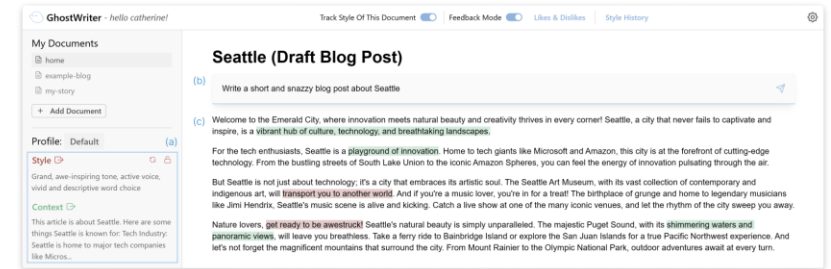 GhostWriter - hello catherine!
Track Style Of This Document
Feedback Mode
Likes & Dislikes
Style History
My Documents
home
example-blog
my-story
+ Add Document
Profile: Default
(a)
Style
Grand, awe-inspiring tone, active voice,
vivid and descriptive word choice
Context
This article is about Seattle. Here are some
things Seattle is known for: Tech Industry:
Seattle is home to major tech companies
like Micros...
Seattle (Draft Blog Post)
(b)
Write a short and snazzy blog post about Seattle
(c)
Welcome to the Emerald City, where innovation meets natural beauty and creativity thrives in every corner! Seattle, a city that never fails to captivate and
inspire, is a vibrant hub of culture, technology, and breathtaking landscapes.
For the tech enthusiasts, Seattle is a playground of innovation. Home to tech giants like Microsoft and Amazon, this city is at the forefront of cutting-edge
technology. From the bustling streets of South Lake Union to the iconic Amazon Spheres, you can feel the energy of innovation pulsating through the air.
But Seattle is not just about technology; it's a city that embraces its artistic soul. The Seattle Art Museum, with its vast collection of contemporary and
indigenous art, will transport you to another world. And if you're a music lover, you're in for a treat! The birthplace of grunge and home to legendary musicians
like Jimi Hendrix, Seattle's music scene is alive and kicking. Catch a live show at one of the many iconic venues, and let the rhythm of the city sweep you away.
Nature lovers, get ready to be awestruck! Seattle's natural beauty is simply unparalleled. The majestic Puget Sound, with its shimmering waters and
panoramic views, will leave you breathless. Take a ferry ride to Bainbridge Island or explore the San Juan Islands for a true Pacific Northwest experience. And
let's not forget the magnificent mountains that surround the city. From Mount Rainier to the Olympic National Park, outdoor adventures await at every turn.